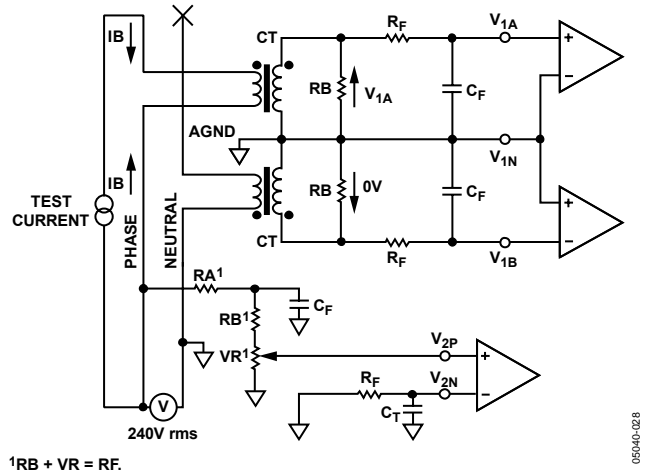 IB
CT
RF
V1A
+
RB
V1A
CF
−
AGND
V1N
IB
RB
0V
CF
+
TEST
CURRENT
PHASE
NEUTRAL
CT
RF
V1B
−
RA¹
CF
RB¹
VR¹
V2P
+
RF
V2N
−
CT
V
240V rms
¹RB + VR = RF.
05040-028